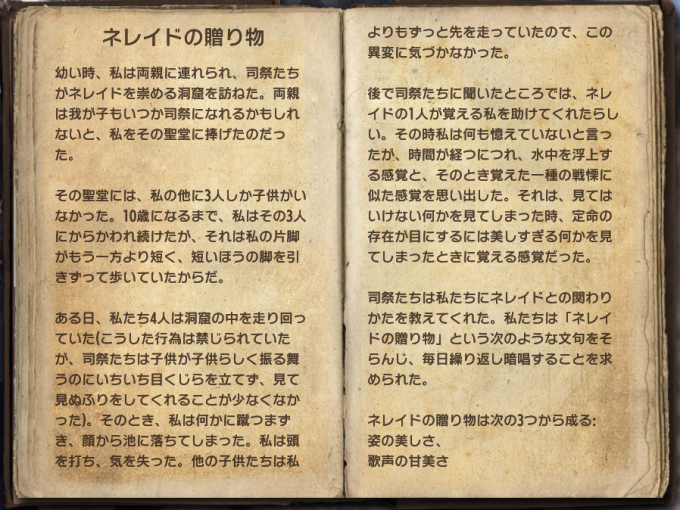 ネレイドの贈り物
幼い時、私は両親に連れられ、司祭たち
がネレイドを崇める洞窟を訪ねた。両親
は我が子もいつか司祭になれるかもしれ
ないと、私をその聖堂に捧げたのだっ
た。
その聖堂には、私の他に3人しか子供がい
なかった。10歳になるまで、私はその3人
にからかわれ続けたが、それは私の片脚
がもう一方より短く、短いほうの脚を引
きずって歩いていたからだ。
ある日、私たち4人は洞窟の中を走り回っ
ていた(こうした行為は禁じられていた
が、司祭たちは子供が子供らしく振る舞
うのにいちいち目くじらを立てず、見て
見ぬふりをしてくれることが少なくなか
った)。そのとき、私は何かに蹴つまず
き、顔から池に落ちてしまった。私は頭
を打ち、気を失った。他の子供たちは私
よりもずっと先を走っていたので、この
異変に気づかなかった。
後で司祭たちに聞いたところでは、ネレ
イドの1人が覚える私を助けてくれたらし
い。その時私は何も憶えていないと言っ
たが、時間が経つにつれ、水中を浮上す
る感覚と、そのとき覚えた一種の戦慄に
似た感覚を思い出した。それは、見ては
いけない何かを見てしまった時、定命の
存在が目にするには美しすぎる何かを見
てしまったときに覚える感覚だった。
司祭たちは私たちにネレイドとの関わり
かたを教えてくれた。私たちは「ネレイ
ドの贈り物」という次のような文句をそ
らんじ、毎日繰り返し暗唱することを求
められた。
ネレイドの贈り物は次の3つから成る:
姿の美しさ、
歌声の甘美さ